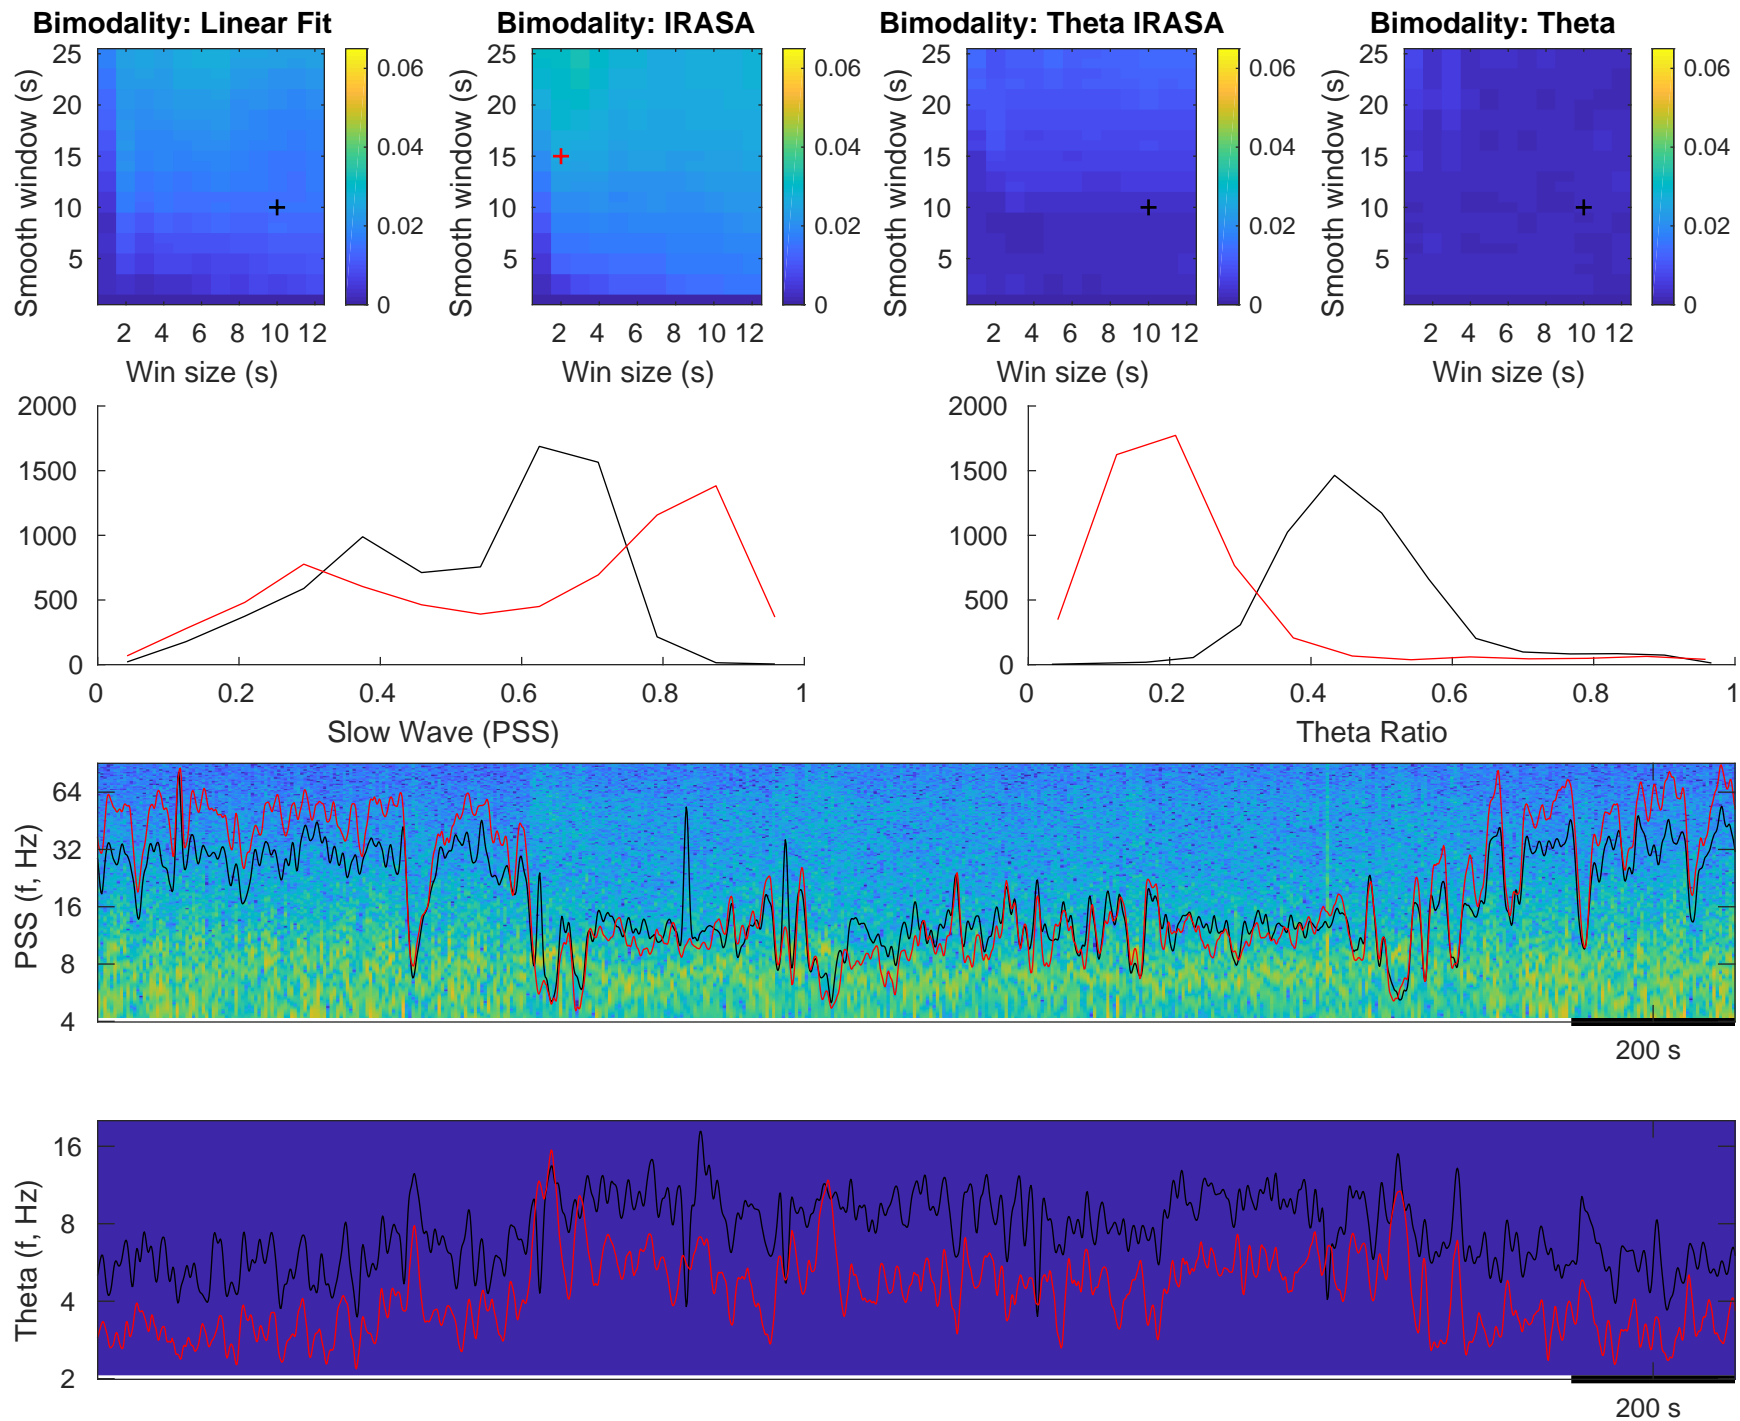 Bimodality: Linear Fit
Bimodality: IRASA
Bimodality: Theta IRASA
Bimodality: Theta
Smooth window (s)
25
20
15
10
5
2 4 6 8 10 12
Win size (s)
0.06
0.04
0.02
0
Smooth window (s)
25
20
15
10
5
2 4 6 8 10 12
Win size (s)
0.06
0.04
0.02
0
Smooth window (s)
25
20
15
10
5
2 4 6 8 10 12
Win size (s)
0.06
0.04
0.02
0
Smooth window (s)
25
20
15
10
5
2 4 6 8 10 12
Win size (s)
0.06
0.04
0.02
0
2000
1500
1000
500
0
0 0.2 0.4 0.6 0.8 1
Slow Wave (PSS)
2000
1500
1000
500
0
0 0.2 0.4 0.6 0.8 1
Theta Ratio
PSS (f, Hz)
64
32
16
8
4
200 s
Theta (f, Hz)
16
8
4
2
200 s